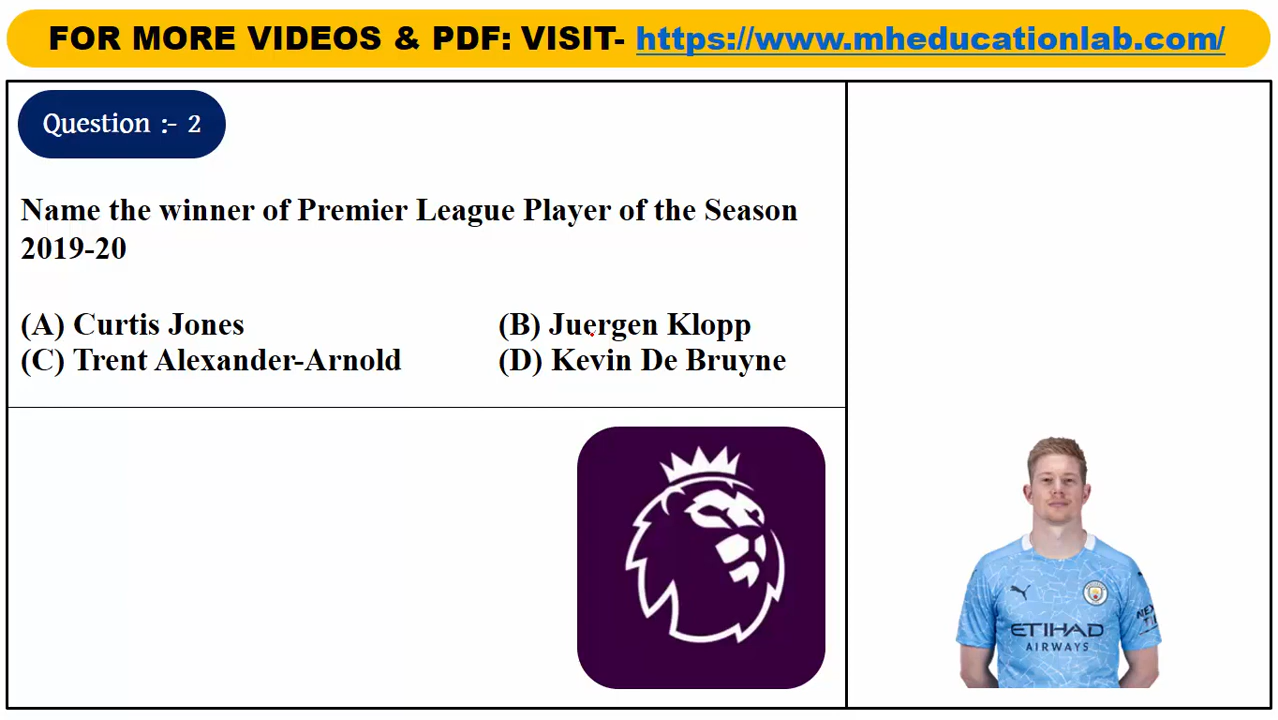 FOR MORE VIDEOS & PDF: VISIT- https://www.mheducationlab.com/
Question :- 2
Name the winner of Premier League Player of the Season
2019-20
(A) Curtis Jones (B) Juergen Klopp
(C) Trent Alexander-Arnold (D) Kevin De Bruyne
ETIHAD
AIRWAYS